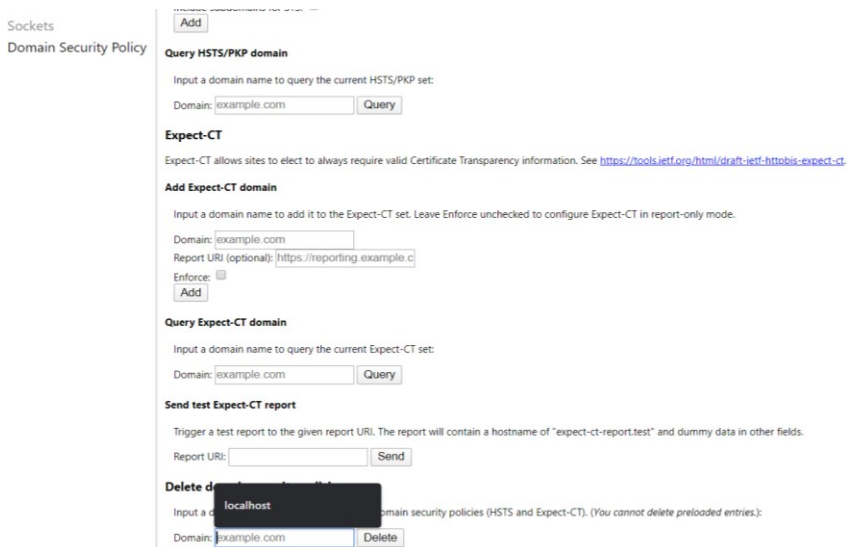 Sockets
Domain Security Policy
Include subdomains for STS:
Add
Query HSTS/PKP domain
Input a domain name to query the current HSTS/PKP set:
Domain: example.com Query
Expect-CT
Expect-CT allows sites to elect to always require valid Certificate Transparency information. See https://tools.ietf.org/html/draft-ietf-httpbis-expect-ct.
Add Expect-CT domain
Input a domain name to add it to the Expect-CT set. Leave Enforce unchecked to configure Expect-CT in report-only mode.
Domain: example.com
Report URI (optional): https://reporting.example.c
Enforce:
Add
Query Expect-CT domain
Input a domain name to query the current Expect-CT set:
Domain: example.com Query
Send test Expect-CT report
Trigger a test report to the given report URI. The report will contain a hostname of "expect-ct-report.test" and dummy data in other fields.
Report URI: Send
Delete
localhost
Input a omain security policies (HSTS and Expect-CT). (You cannot delete preloaded entries.):
Domain: example.com Delete